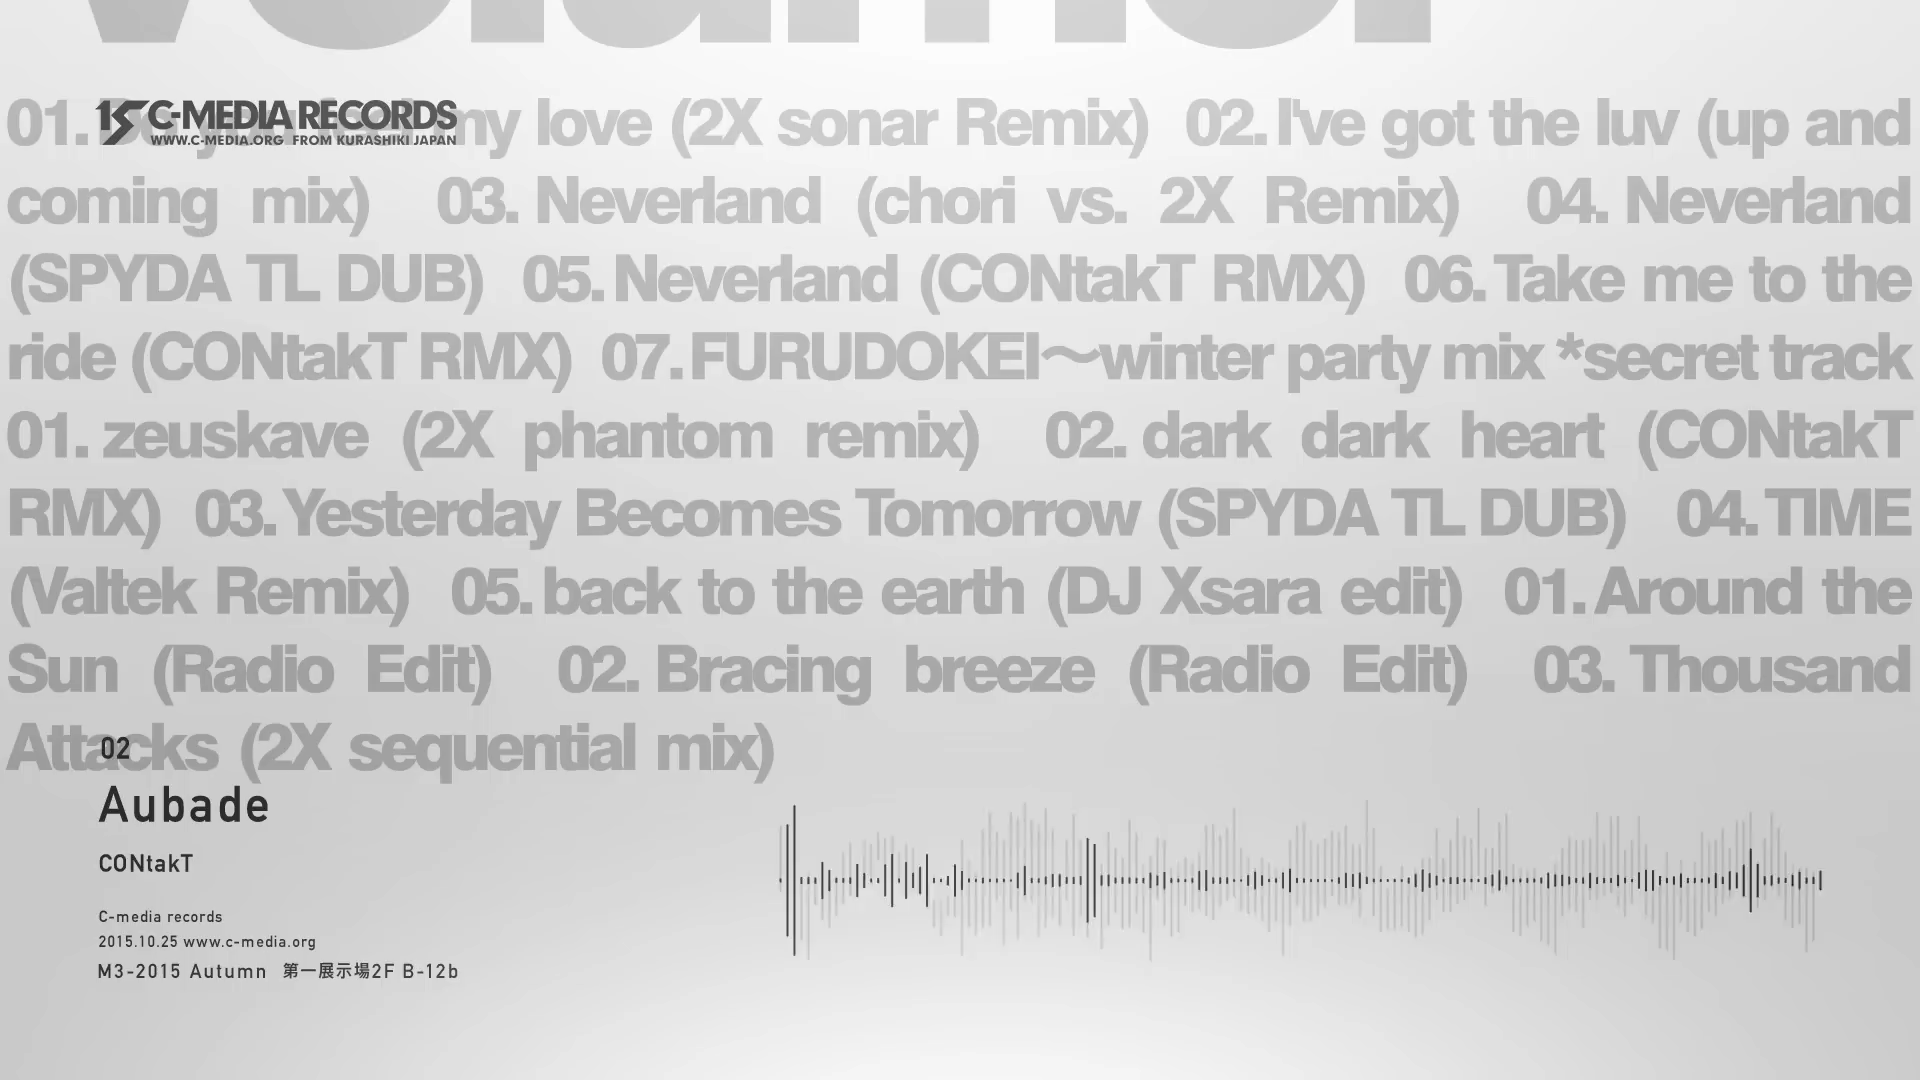 01. Do you feel my love (2X sonar Remix) 02. I've got the luv (up and
C-MEDIA RECORDS
WWW.C-MEDIA.ORG FROM KURASHIKI JAPAN
coming mix) 03. Neverland (chori vs. 2X Remix) 04. Neverland
(SPYDA TL DUB) 05. Neverland (CONtakT RMX) 06. Take me to the
ride (CONtakT RMX) 07. FURUDOKEI〜winter party mix *secret track
01. zeuskave (2X phantom remix) 02. dark dark heart (CONtakT
RMX) 03. Yesterday Becomes Tomorrow (SPYDA TL DUB) 04. TIME
(Valtek Remix) 05. back to the earth (DJ Xsara edit) 01. Around the
Sun (Radio Edit) 02. Bracing breeze (Radio Edit) 03. Thousand
Attacks (2X sequential mix)
02
Aubade
CONtakT
C-media records
2015.10.25 www.c-media.org
M3-2015 Autumn 第一展示場2F B-12b